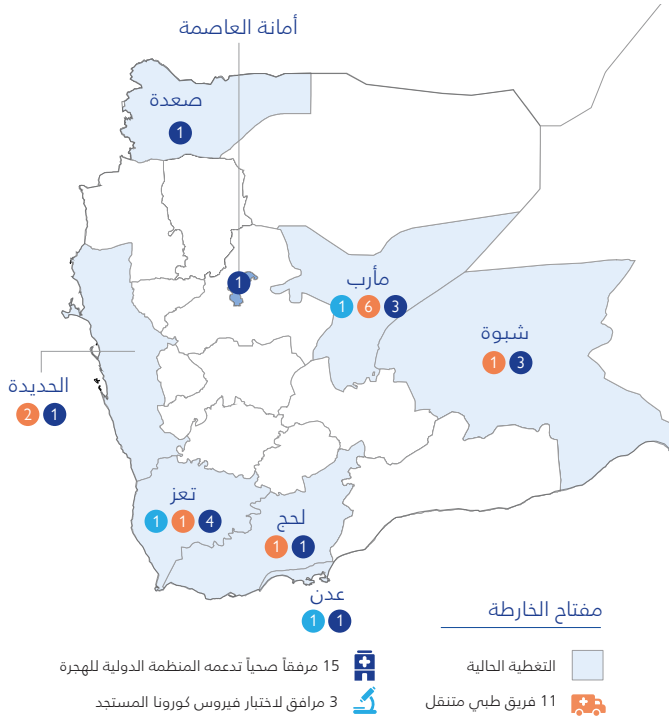 أمانة العاصمة
صعدة
1
1
مأرب
1 6 3
شبوة
1 3
الحديدة
2 1
تعز
1 1 4
لحج
1 1
عدن
1 1
مفتاح الخارطة
التغطية الحالية
15 مرفقاً صحياً تدعمه المنظمة الدولية للهجرة
11 فريق طبي متنقل
3 مرافق لاختبار فيروس كورونا المستجد